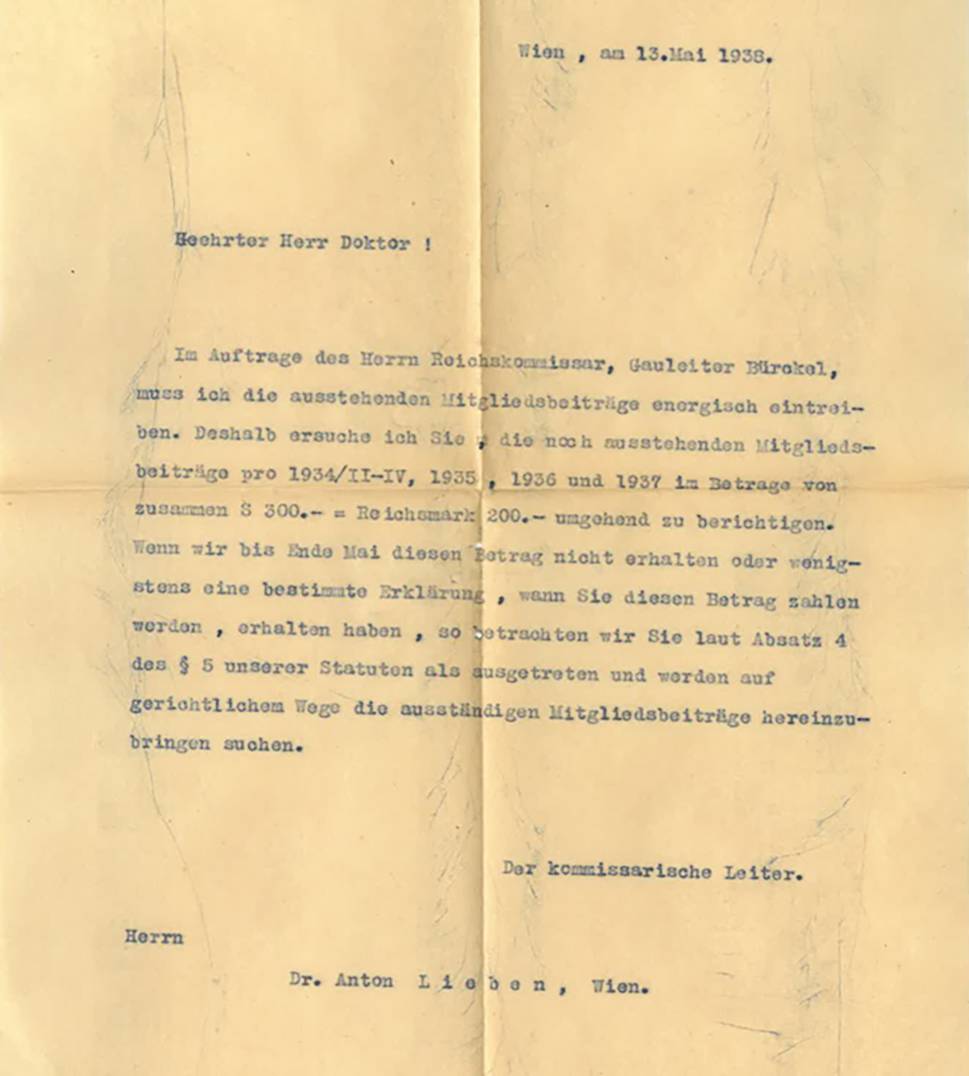 Wien , am 13.Mai 1938.
Geehrter Herr Doktor !
Im Auftrage des Herrn Reichskommissar, Gauleiter Bürckel,
muss ich die ausstehenden Mitgliedsbeiträge energisch eintrei-
ben. Deshalb ersuche ich Sie , die noch ausstehenden Mitglieds-
beiträge pro 1934/II-IV, 1935 , 1936 und 1937 im Betrage von
zusammen S 300.- = Reichsmark 200.- umgehend zu berichtigen.
Wenn wir bis Ende Mai diesen Betrag nicht erhalten oder wenig-
stens eine bestimmte Erklärung , wann Sie diesen Betrag zahlen
werden , erhalten haben , so betrachten wir Sie laut Absatz 4
des § 5 unserer Statuten als ausgetreten und werden auf
gerichtlichem Wege die ausständigen Mitgliedsbeiträge hereinzu-
bringen suchen.
Der kommissarische Leiter.
Herrn
Dr. Anton L i e b e n , Wien.